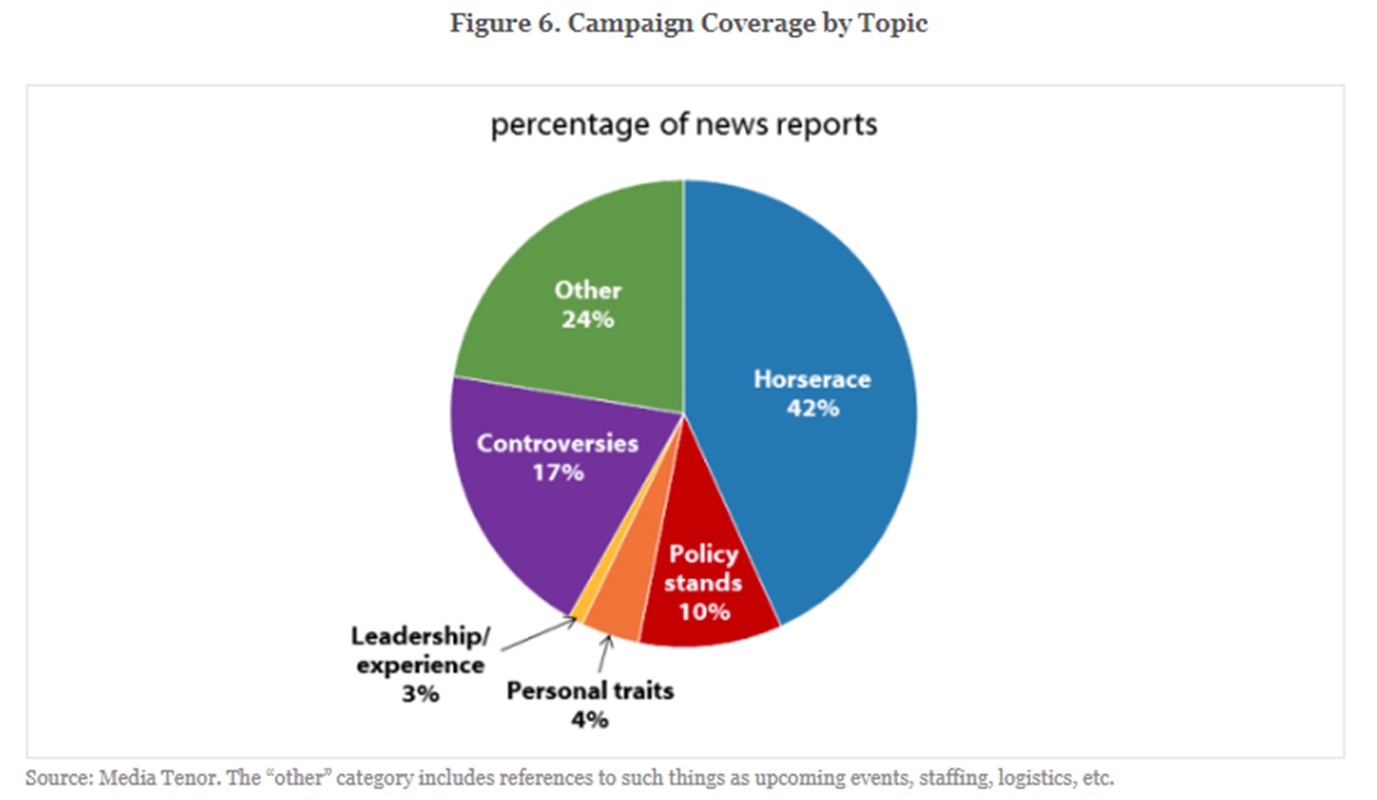 Figure 6. Campaign Coverage by Topic
percentage of news reports
Other
24%
Horserace
42%
Controversies
17%
Policy
stands
10%
Leadership/
experience
3%
Personal traits
4%
Source: Media Tenor. The “other” category includes references to such things as upcoming events, staffing, logistics, etc.